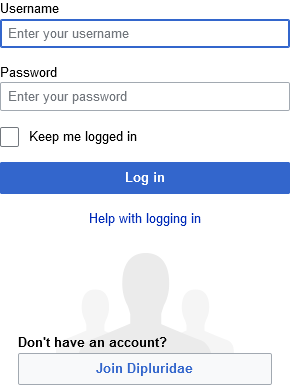 Username
Enter your username
Password
Enter your password
Keep me logged in
Log in
Help with logging in
Don't have an account?
Join Dipluridae